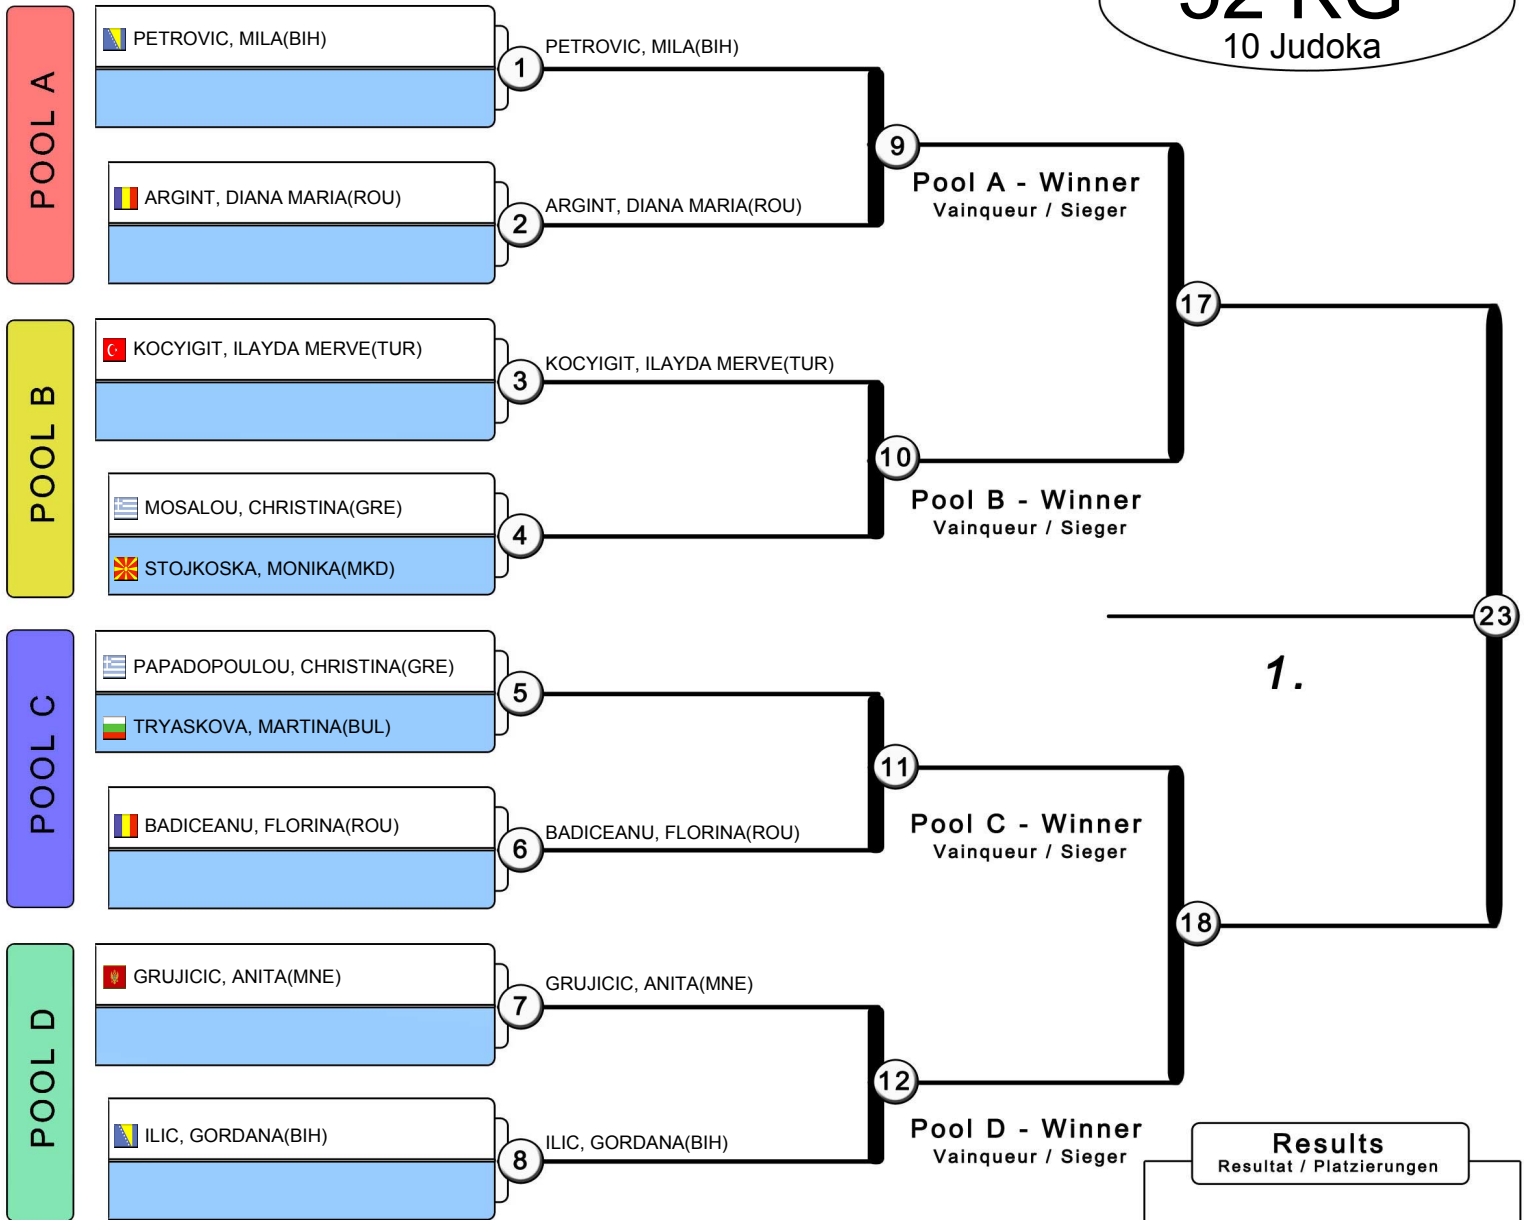 52 KG
10 Judoka
POOL A
PETROVIC, MILA(BIH)
1
PETROVIC, MILA(BIH)
ARGINT, DIANA MARIA(ROU)
2
ARGINT, DIANA MARIA(ROU)
9
Pool A - Winner
Vainqueur / Sieger
POOL B
KOCYIGIT, ILAYDA MERVE(TUR)
3
KOCYIGIT, ILAYDA MERVE(TUR)
MOSALOU, CHRISTINA(GRE)
STOJKOSKA, MONIKA(MKD)
4
10
Pool B - Winner
Vainqueur / Sieger
17
POOL C
PAPADOPOULOU, CHRISTINA(GRE)
TRYASKOVA, MARTINA(BUL)
5
BADICEANU, FLORINA(ROU)
6
BADICEANU, FLORINA(ROU)
11
Pool C - Winner
Vainqueur / Sieger
23
1.
POOL D
GRUJICIC, ANITA(MNE)
7
GRUJICIC, ANITA(MNE)
ILIC, GORDANA(BIH)
8
ILIC, GORDANA(BIH)
12
Pool D - Winner
Vainqueur / Sieger
18
Results
Resultat / Platzierungen